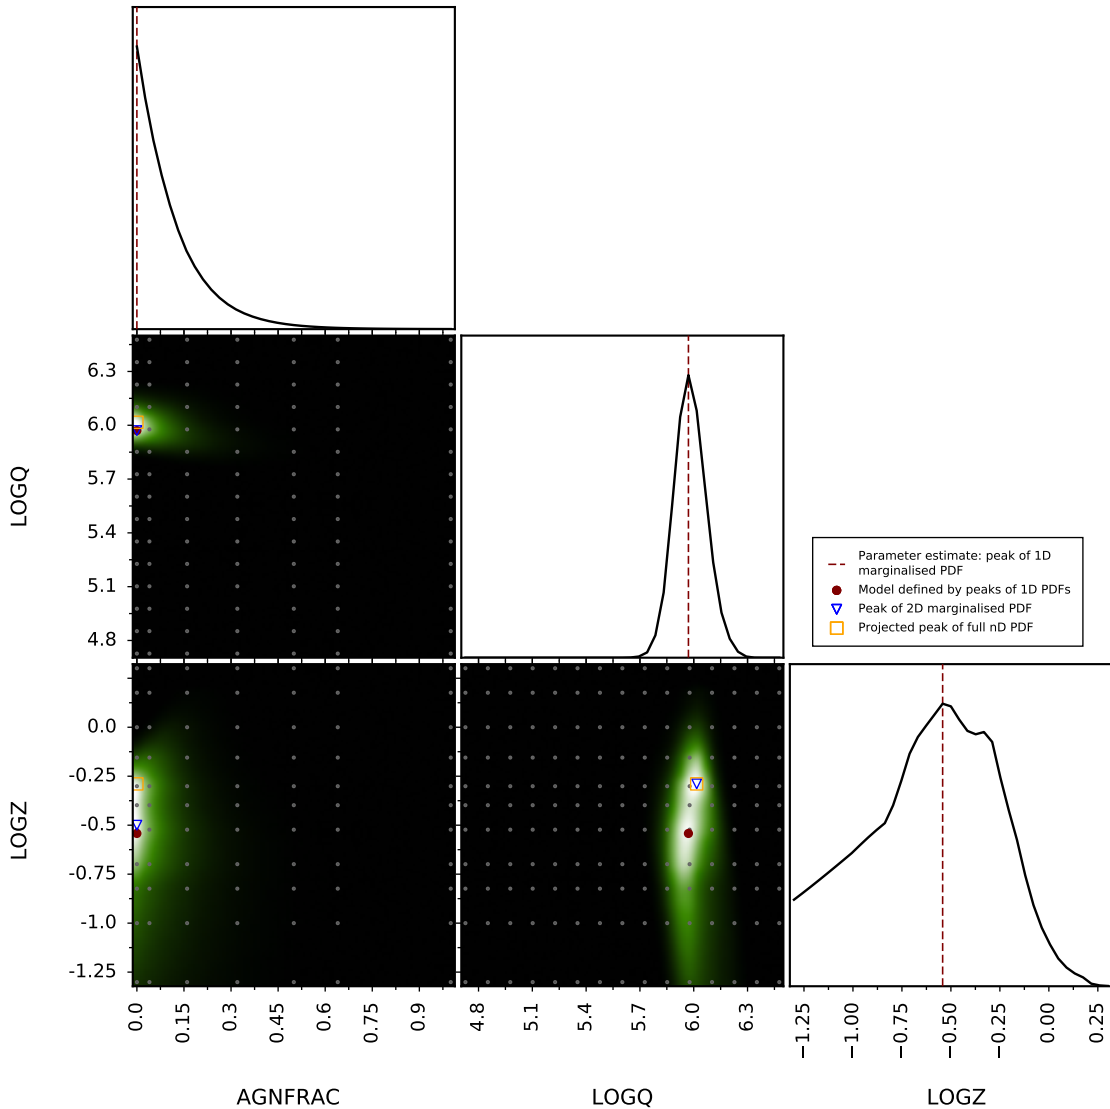 6.3
6.0
5.7
5.4
5.1
4.8
LOGQ
Parameter estimate: peak of 1D
marginalised PDF
Model defined by peaks of 1D PDFs
Peak of 2D marginalised PDF
Projected peak of full nD PDF
0.0
-0.25
-0.5
-0.75
-1.0
-1.25
LOGZ
0.0 0.15 0.3 0.45 0.6 0.75 0.9
4.8 5.1 5.4 5.7 6.0 6.3
−1.25 −1.00 −0.75 −0.50 −0.25 0.00 0.25
AGNFRAC LOGQ LOGZ